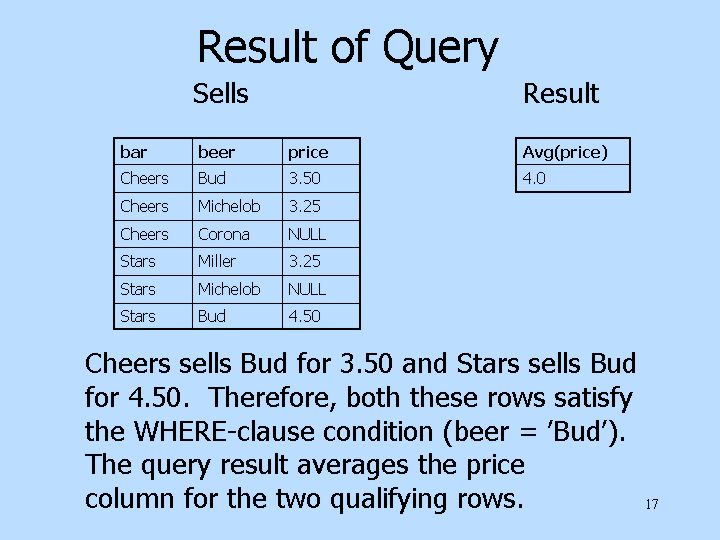 Result of Query
Sells Result
bar beer price Avg(price)
Cheers Bud 3.50 4.0
Cheers Michelob 3.25
Cheers Corona NULL
Stars Miller 3.25
Stars Michelob NULL
Stars Bud 4.50
Cheers sells Bud for 3.50 and Stars sells Bud
for 4.50. Therefore, both these rows satisfy
the WHERE-clause condition (beer = ’Bud’).
The query result averages the price
column for the two qualifying rows.
17